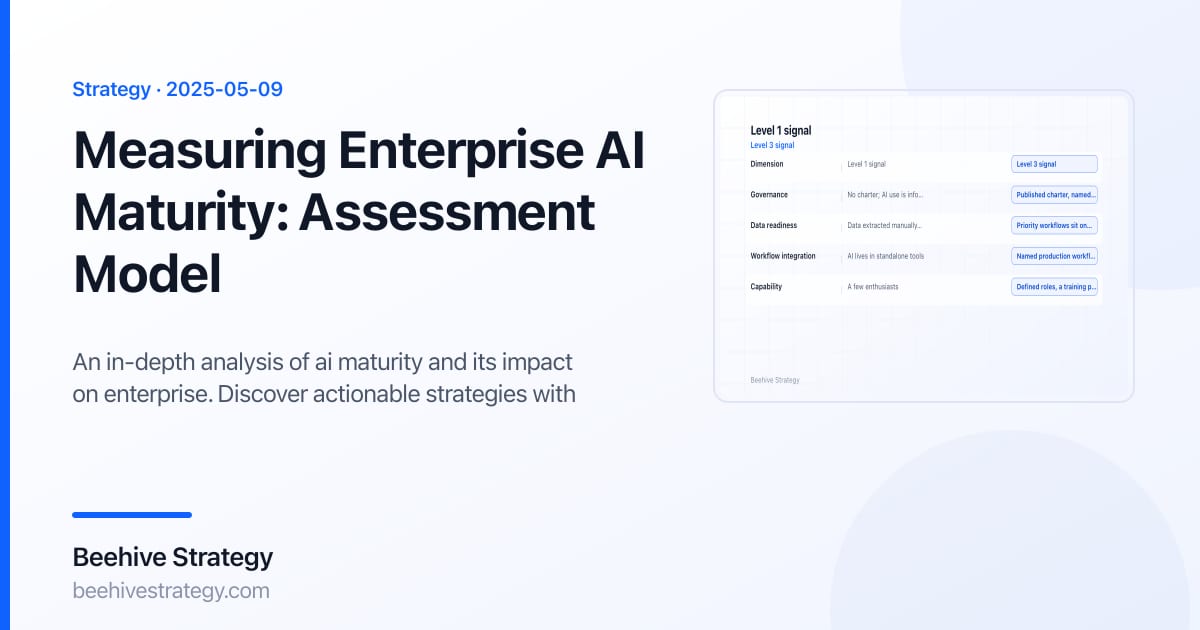 Strategy · 2025-05-09
Measuring Enterprise AI
Maturity: Assessment
Model
An in-depth analysis of ai maturity and its impact
on enterprise. Discover actionable strategies with
Beehive Strategy
beehivestrategy.com
Level 1 signal
Level 3 signal
Dimension Level 1 signal Level 3 signal
Governance No charter; AI use is info... Published charter, named...
Data readiness Data extracted manually... Priority workflows sit on...
Workflow integration AI lives in standalone tools Named production workfl...
Capability A few enthusiasts Defined roles, a training p...
Beehive Strategy